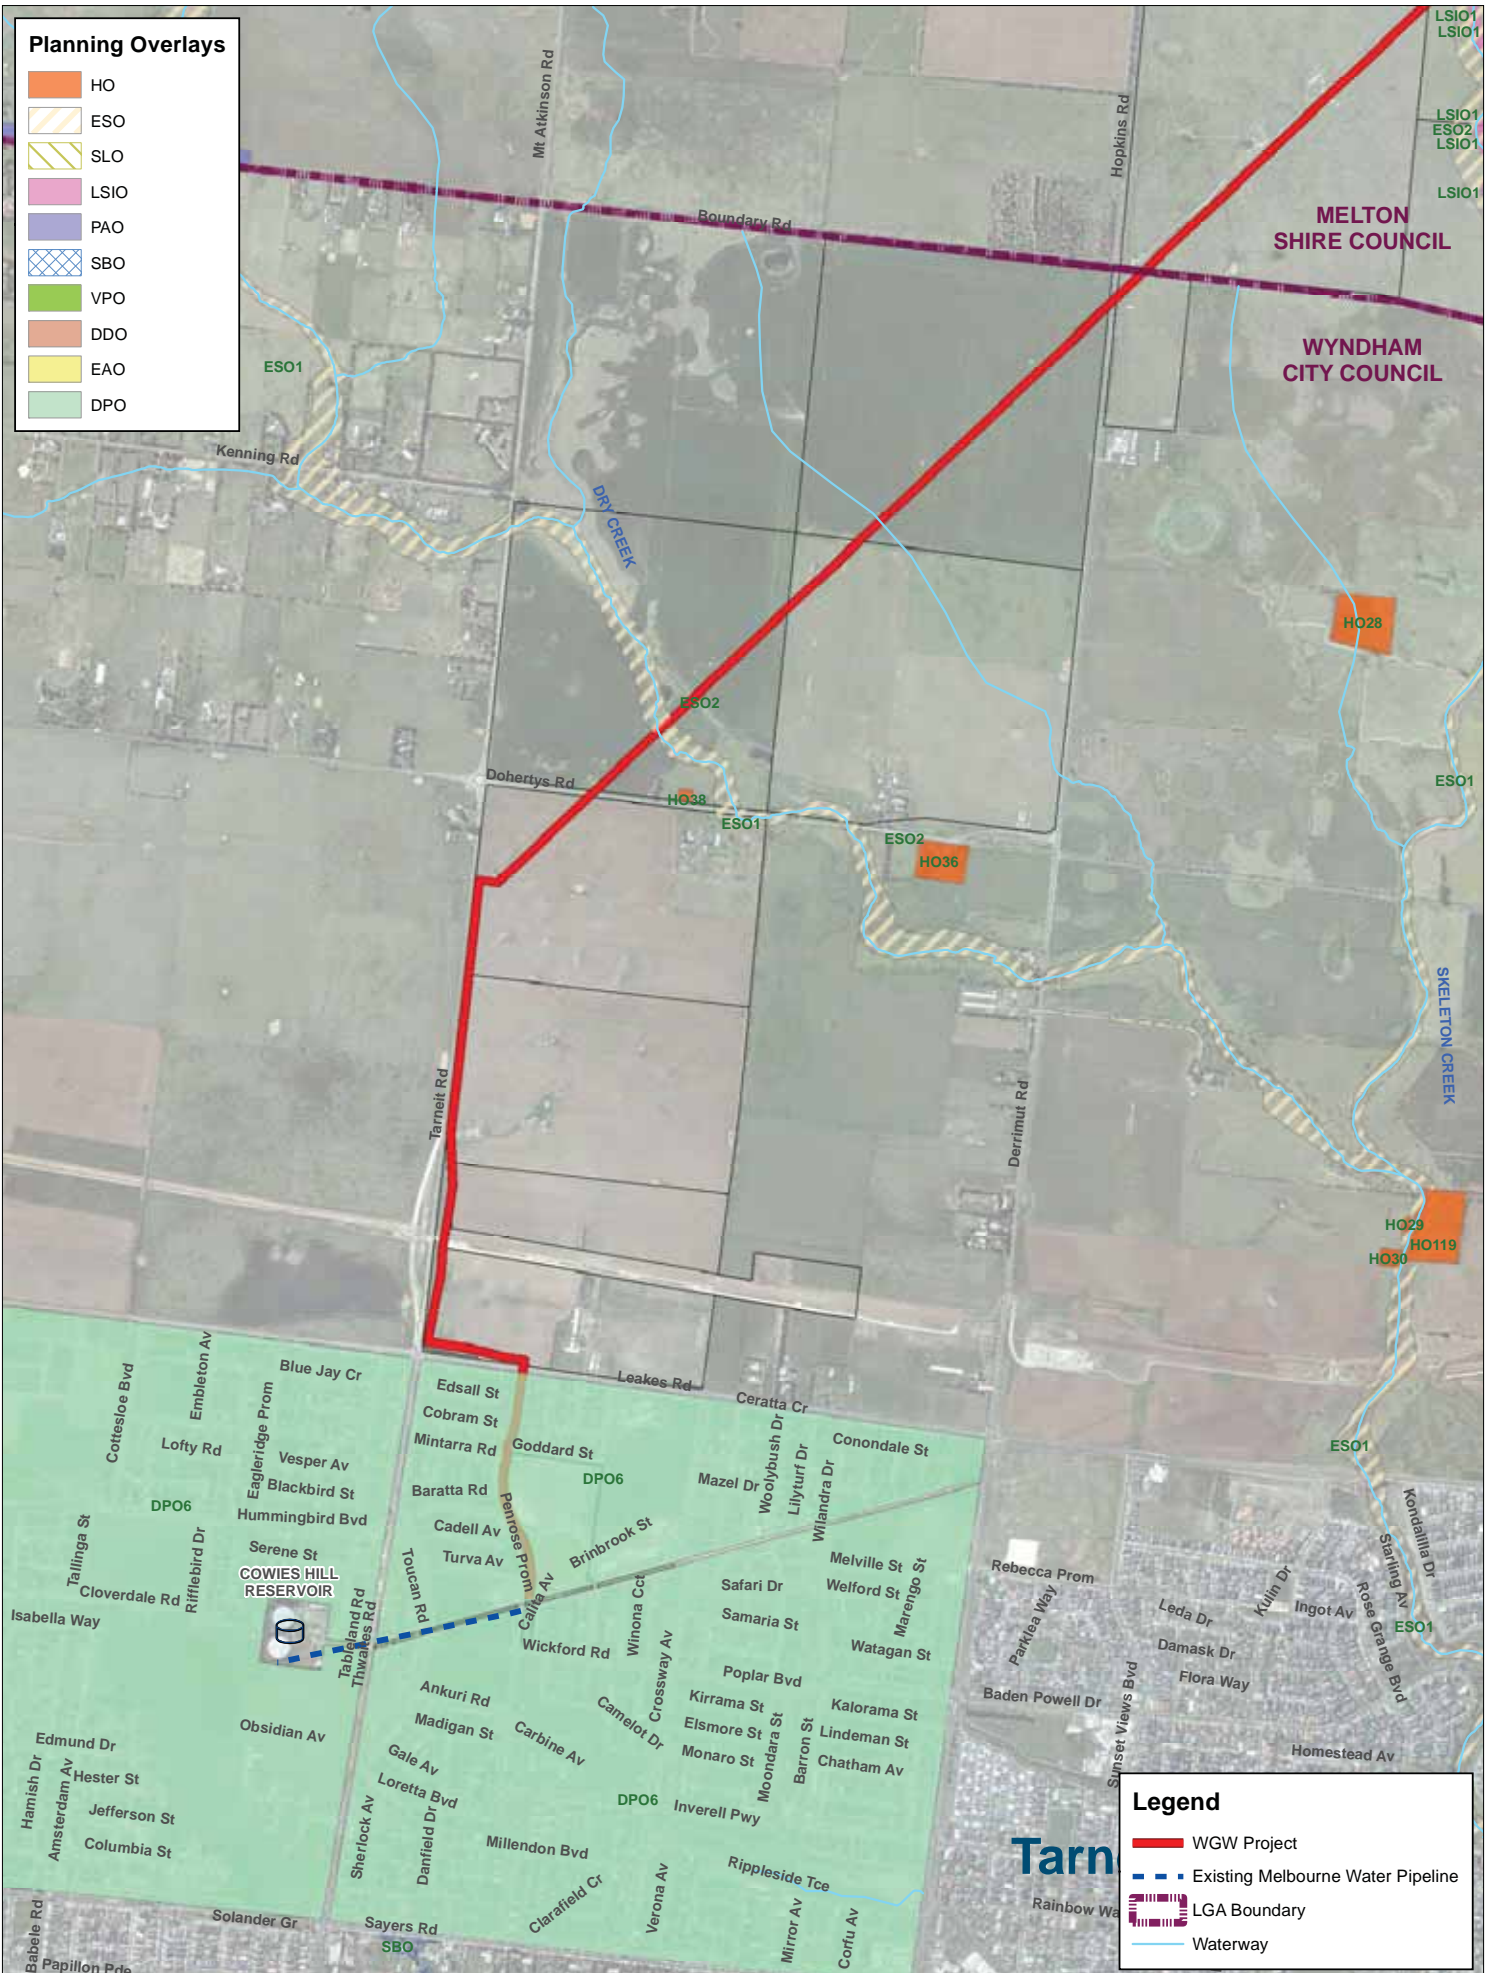 Planning Overlays
HO
ESO
SLO
LSIO
PAO
SBO
VPO
DDO
EAO
DPO
LSIO1
LSIO1
Mt Atkinson Rd
Hopkins Rd
LSIO1
ESO2
LSIO1
LSIO1
Boundary Rd
MELTON
SHIRE COUNCIL
WYNDHAM
CITY COUNCIL
ESO1
Kenning Rd
DRY CREEK
HO28
ESO2
Dohertys Rd
HO38
ESO1
ESO1
ESO2
HO36
SKELETON CREEK
Tarneit Rd
Derrimut Rd
HO29
HO119
HO30
Leakes Rd
Ceratta Cr
Cottesloe Bvd
Embleton Av
Blue Jay Cr
Edsall St
Cobram St
Mintarra Rd
Goddard St
Conondale St
Woolybush Dr
Lilyturf Dr
Wilandra Dr
Mazel Dr
DPO6
ESO1
Lofty Rd
Eagleridge Prom
Vesper Av
Blackbird St
Hummingbird Bvd
Baratta Rd
Penrose Prom
DPO6
Tallinga St
Riflebird Dr
Serene St
Cadell Av
Turva Av
Toucan Rd
Brinbrook St
Calita Av
COWIES HILL
RESERVOIR
Cloverdale Rd
Isabella Way
Tableland Rd
Thwaites Rd
Wickford Rd
Winona Cct
Crossway Av
Safari Dr
Samaria St
Melville St
Welford St
Marengo St
Watagan St
Rebecca Prom
Parklea Way
Leda Dr
Kulin Dr
Ingot Av
Kondalilla Dr
Starling Av
Rose Grange Bvd
ESO1
Damask Dr
Flora Way
Baden Powell Dr
Sunset Views Bvd
Homestead Av
Poplar Bvd
Kirrama St
Elsmore St
Monaro St
Moondara St
Barron St
Kalorama St
Lindeman St
Chatham Av
Ankuri Rd
Madigan St
Carbine Av
Camelot Dr
Obsidian Av
Gale Av
Loretta Bvd
Edmund Dr
Hester St
Hamish Dr
Amsterdam Av
Jefferson St
Columbia St
Sherlock Av
Danfield Dr
Millendon Bvd
DPO6
Inverell Pwy
Rippleside Tce
Clarafield Cr
Verona Av
Mirror Av
Corfu Av
Solander Gr
Sayers Rd
SBO
Babele Rd
Papillon Pde
Tarn
Rainbow Wa
Legend
WGW Project
Existing Melbourne Water Pipeline
LGA Boundary
Waterway